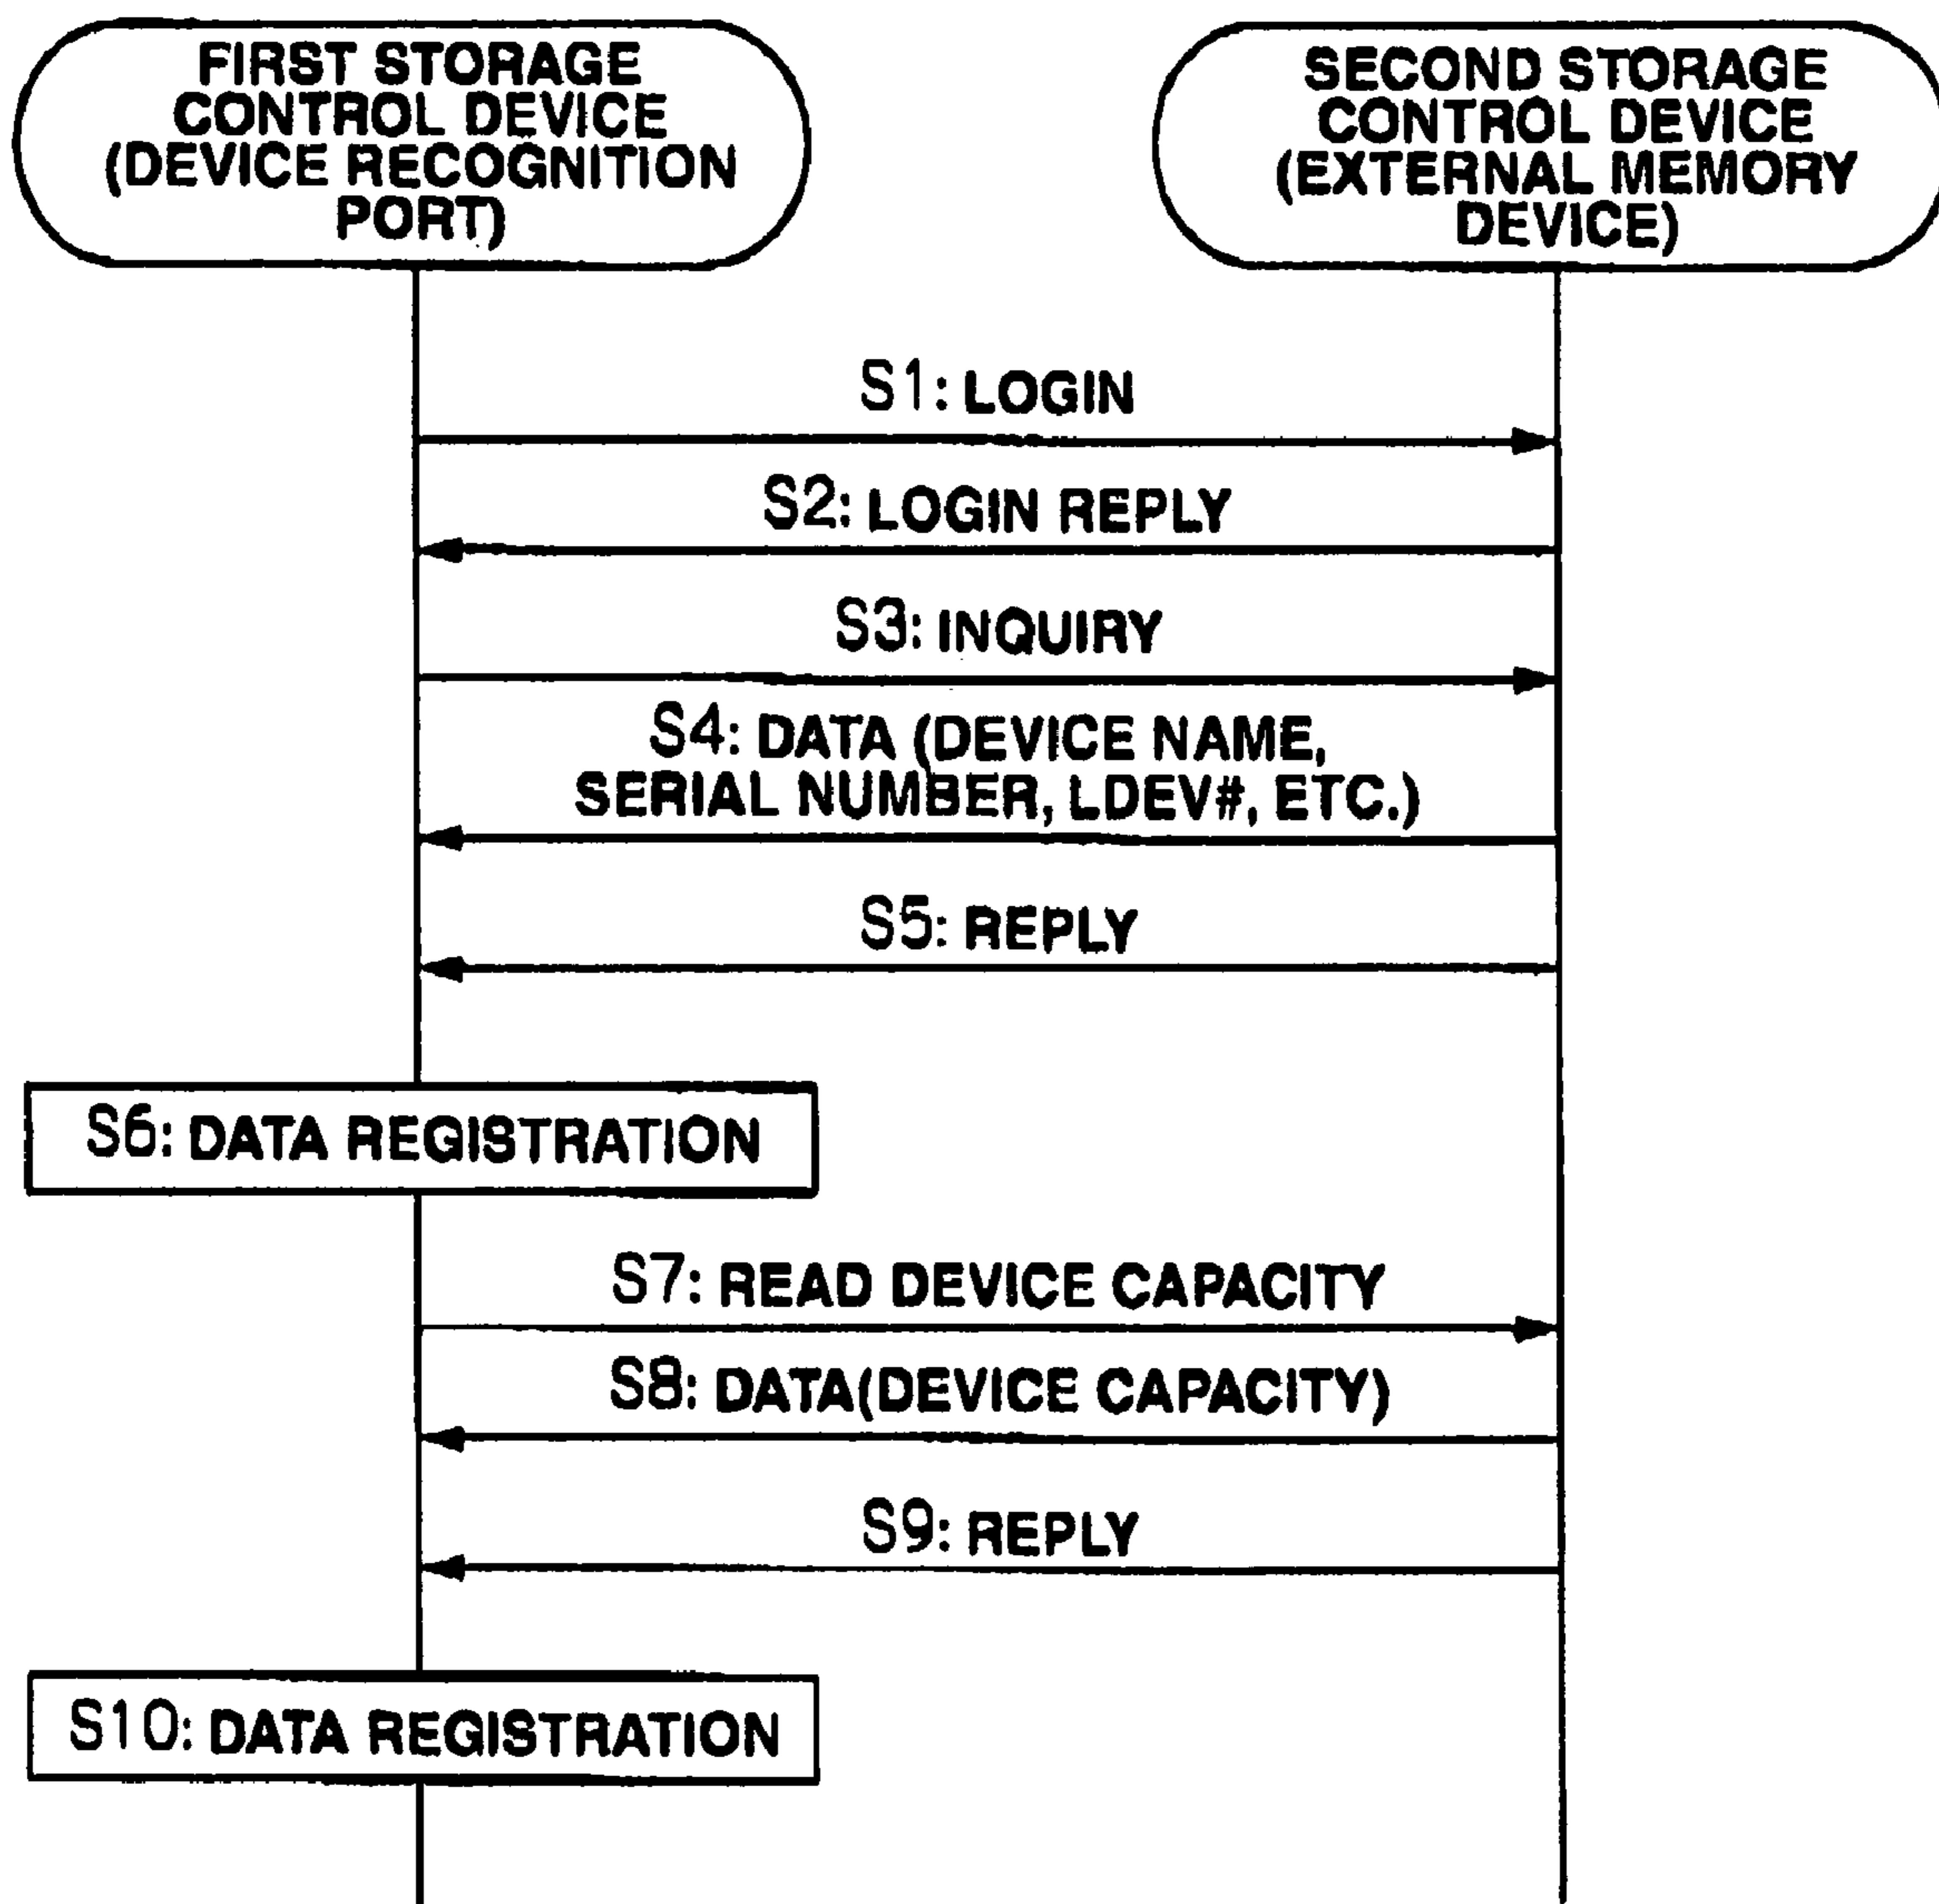 FIRST STORAGE
CONTROL DEVICE
(DEVICE RECOGNITION
PORT)
SECOND STORAGE
CONTROL DEVICE
(EXTERNAL MEMORY
DEVICE)
S1: LOGIN
S2: LOGIN REPLY
S3: INQUIRY
S4: DATA (DEVICE NAME,
SERIAL NUMBER, LDEV#, ETC.)
S5: REPLY
S6: DATA REGISTRATION
S7: READ DEVICE CAPACITY
S8: DATA(DEVICE CAPACITY)
S9: REPLY
S10: DATA REGISTRATION